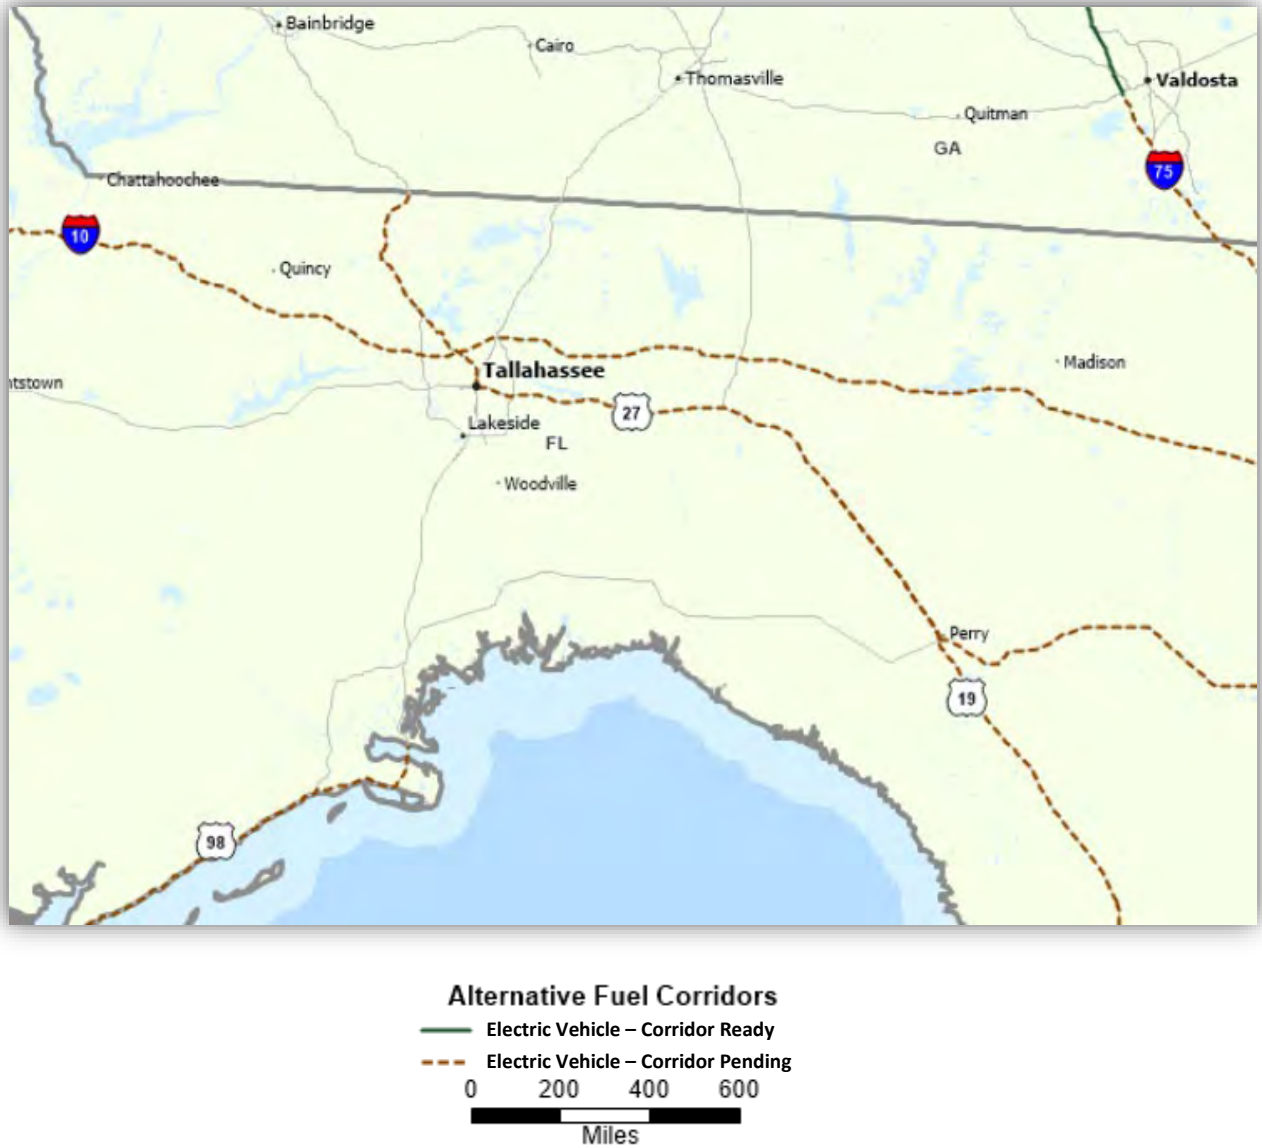 Bainbridge
Cairo
Thomasville
Valdosta
Quitman
GA
75
Chattahoochee
10
Quincy
Tallahassee
Madison
ntstown
27
Lakeside
FL
Woodville
Perry
19
98
Alternative Fuel Corridors
Electric Vehicle – Corridor Ready
Electric Vehicle – Corridor Pending
0 200 400 600
Miles